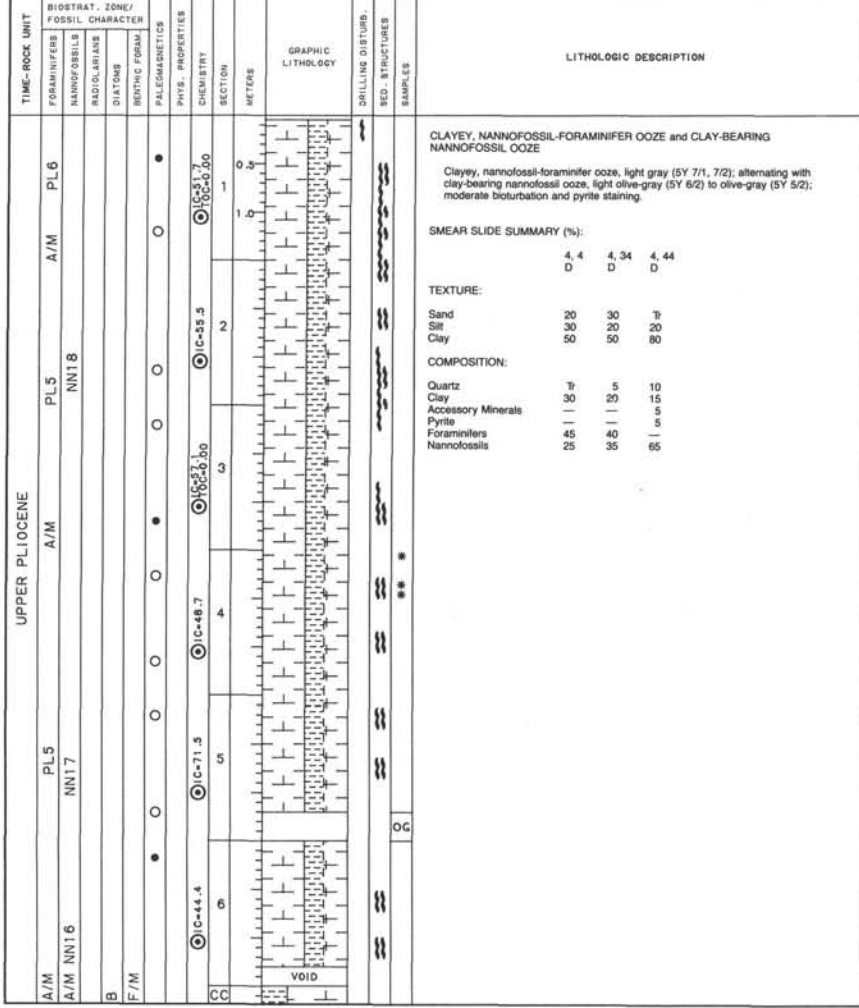 TIME-ROCK UNIT
BIOSTRAT. ZONE/
FOSSIL CHARACTER
FORAMINIFERS
NANNOFOSSILS
RADIOLARIANS
DIATOMS
BENTHIC FORAM.
PALEOMAGNETICS
PHYS. PROPERTIES
CHEMISTRY
SECTION
METERS
GRAPHIC
LITHOLOGY
DRILLING DISTURB.
SED. STRUCTURES
SAMPLES
LITHOLOGIC DESCRIPTION
UPPER PLIOCENE
PL6
A/M
PL5
A/M
PL5
A/M
NN18
NN17
A/M NN16
B
F/M
IC=51.7
TOC=0.00
IC=55.5
IC=57.1
TOC=0.00
IC=48.7
IC=71.5
IC=44.4
1
2
3
4
5
6
CC
0.5
1.0
VOID
*
*
*
OG
CLAYEY, NANNOFOSSIL-FORAMINIFER OOZE and CLAY-BEARING
NANNOFOSSIL OOZE
Clayey, nannofossil-foraminifer ooze, light gray (5Y 7/1, 7/2); alternating with
clay-bearing nannofossil ooze, light olive-gray (5Y 6/2) to olive-gray (5Y 5/2);
moderate bioturbation and pyrite staining.
SMEAR SLIDE SUMMARY (%):
4, 4 4, 34 4, 44
D D D
TEXTURE:
Sand 20 30 Tr
Silt 30 20 20
Clay 50 50 80
COMPOSITION:
Quartz Tr 5 10
Clay 30 20 15
Accessory Minerals — — 5
Pyrite — — 5
Foraminifers 45 40 —
Nannofossils 25 35 65